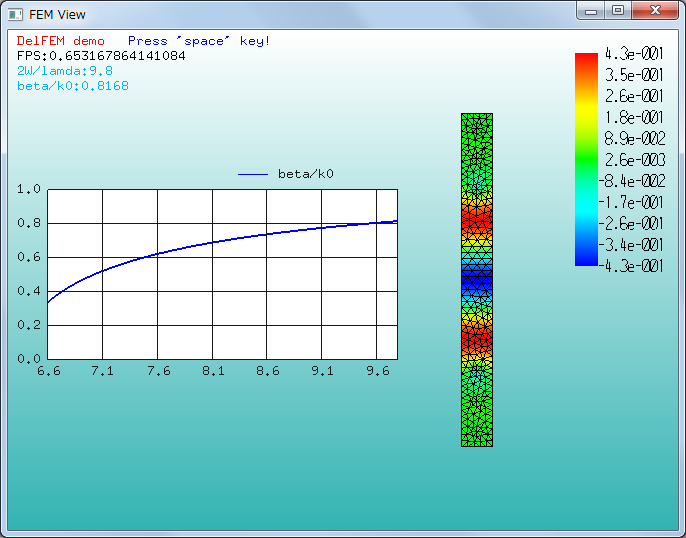 FEM View
DelFEM demo Press "space" key!
FPS:0.653167864141084
2W/lamda:9.8
beta/k0:0.8168
beta/k0
1.0
0.8
0.6
0.4
0.2
0.0
6.6 7.1 7.6 8.1 8.6 9.1 9.6
4.3e-001
3.5e-001
2.6e-001
1.8e-001
8.9e-002
2.6e-003
-8.4e-002
-1.7e-001
-2.6e-001
-3.4e-001
-4.3e-001